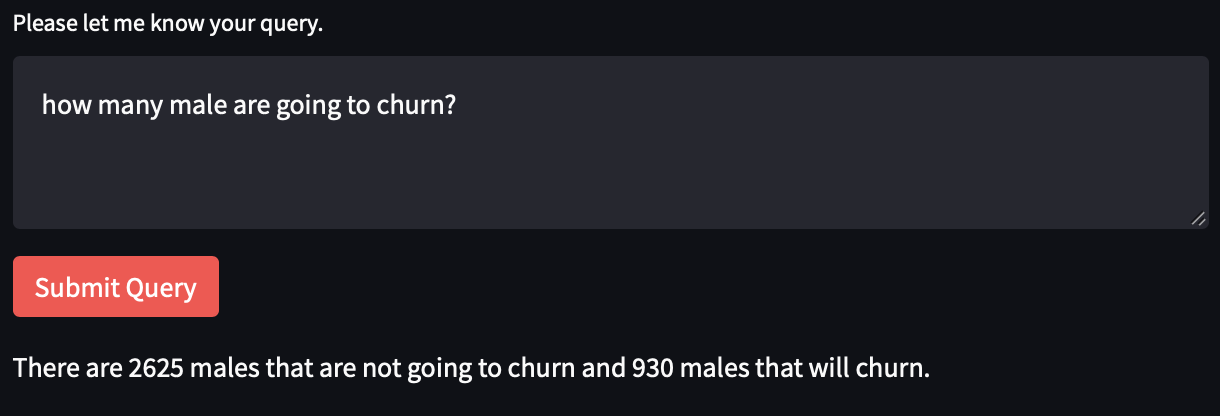 Please let me know your query.
how many male are going to churn?
Submit Query
There are 2625 males that are not going to churn and 930 males that will churn.